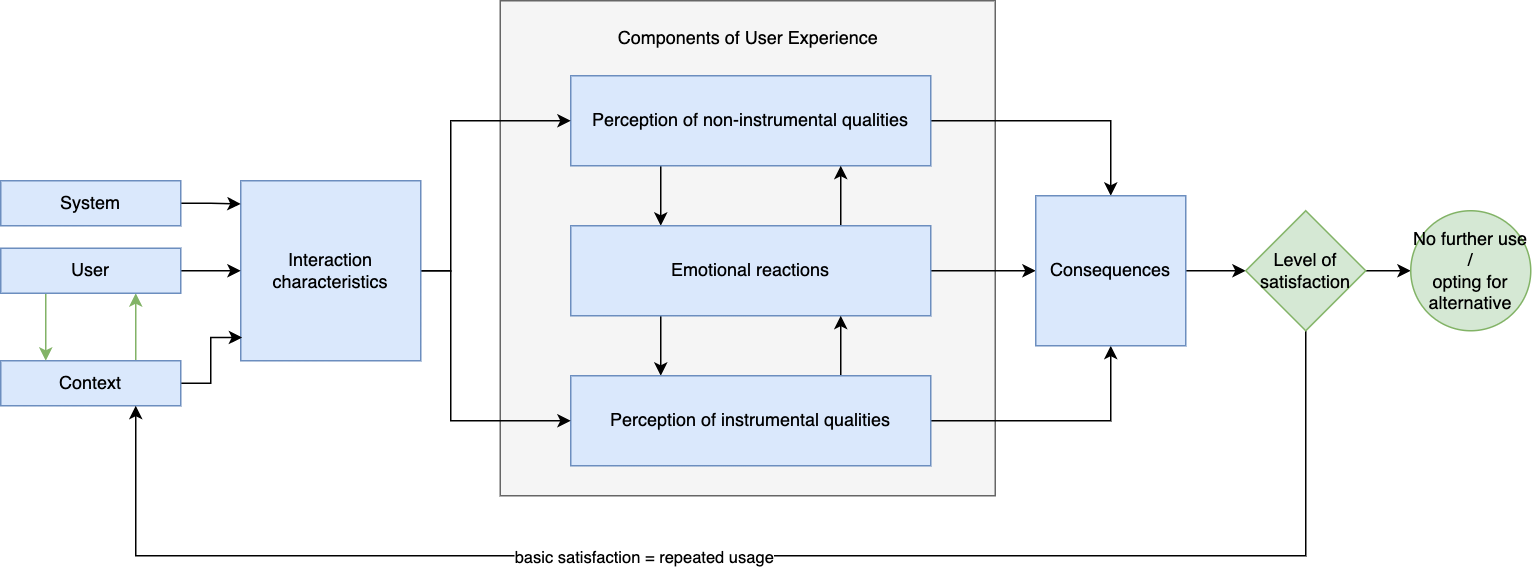 Components of User Experience
Perception of non-instrumental qualities
System
User
Context
Interaction
characteristics
Emotional reactions
Perception of instrumental qualities
Consequences
Level of
satisfaction
No further use
/
opting for
alternative
basic satisfaction = repeated usage